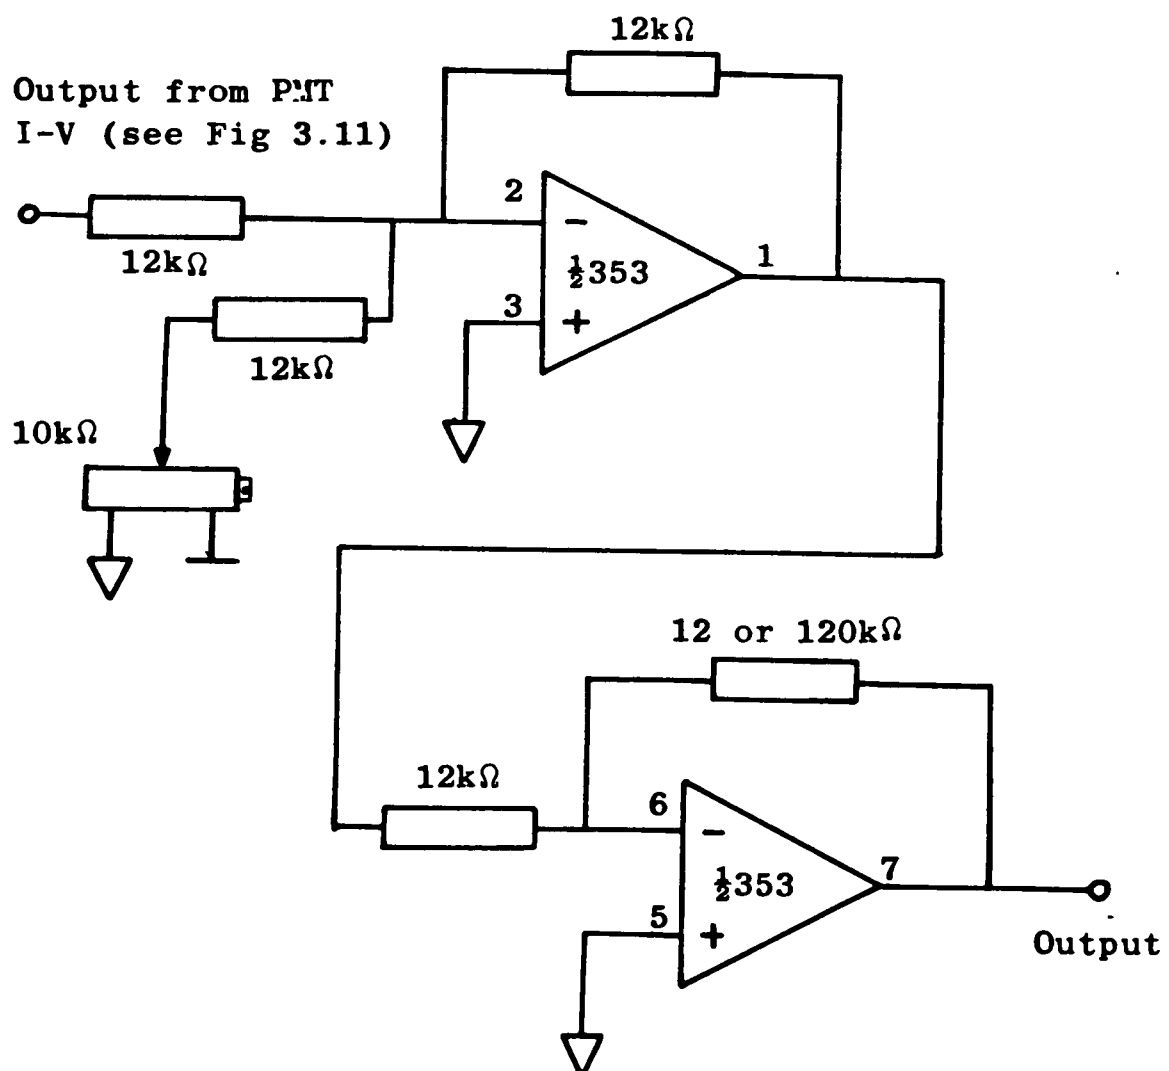 12kΩ
Output from PMT
I-V (see Fig 3.11)
2
−
12kΩ
½353
1
3
+
12kΩ
10kΩ
12 or 120kΩ
12kΩ
6
−
½353
7
5
+
Output